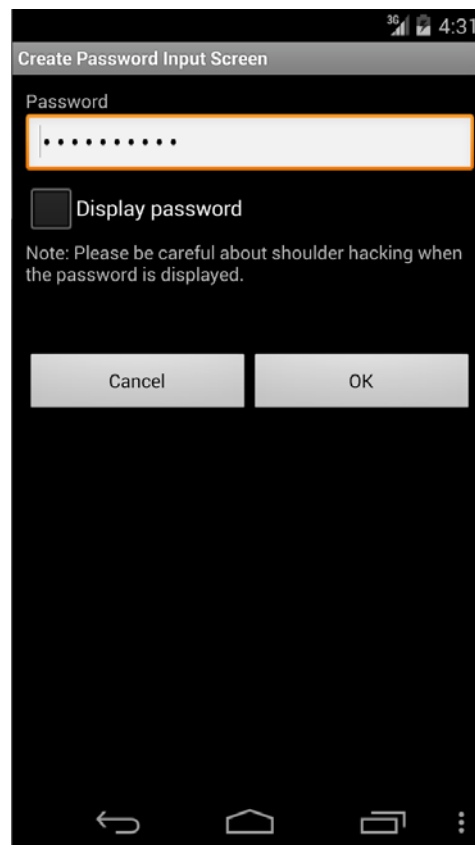 3G 4:31
Create Password Input Screen
Password
Display password
Note: Please be careful about shoulder hacking when
the password is displayed.
Cancel OK